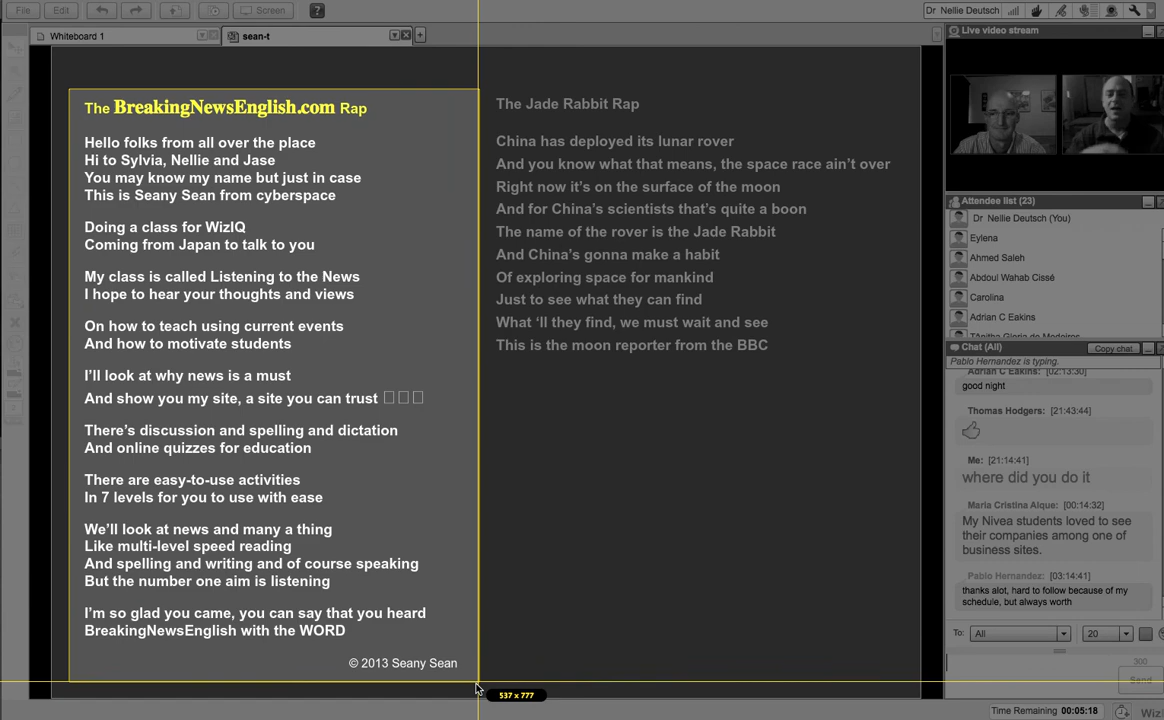 File
Edit
Screen
?
Dr Nellie Deutsch
Whiteboard 1
sean-t
The BreakingNewsEnglish.com Rap
Hello folks from all over the place
Hi to Sylvia, Nellie and Jase
You may know my name but just in case
This is Seany Sean from cyberspace
Doing a class for WizIQ
Coming from Japan to talk to you
My class is called Listening to the News
I hope to hear your thoughts and views
On how to teach using current events
And how to motivate students
I'll look at why news is a must
And show you my site, a site you can trust
There's discussion and spelling and dictation
And online quizzes for education
There are easy-to-use activities
In 7 levels for you to use with ease
We'll look at news and many a thing
Like multi-level speed reading
And spelling and writing and of course speaking
But the number one aim is listening
I'm so glad you came, you can say that you heard
BreakingNewsEnglish with the WORD
© 2013 Seany Sean
537 x 777
The Jade Rabbit Rap
China has deployed its lunar rover
And you know what that means, the space race ain't over
Right now it's on the surface of the moon
And for China's scientists that's quite a boon
The name of the rover is the Jade Rabbit
And China's gonna make a habit
Of exploring space for mankind
Just to see what they can find
What 'll they find, we must wait and see
This is the moon reporter from the BBC
Live video stream
Attendee list (23)
Dr Nellie Deutsch (You)
Eylena
Ahmed Saleh
Abdoul Wahab Cissé
Carolina
Adrian C Eakins
Chat (All)
Copy chat
Pablo Hernandez is typing.
Adrian C Eakins: [02:13:30]
good night
Thomas Hodgers: [21:43:44]
Me: [21:14:41]
where did you do it
Maria Cristina Alque: [00:14:32]
My Nivea students loved to see
their companies among one of
business sites.
Pablo Hernandez: [03:14:41]
thanks alot, hard to follow because of my
schedule, but always worth
To: All 20
300
Send
Time Remaining 00:05:18
Wiz